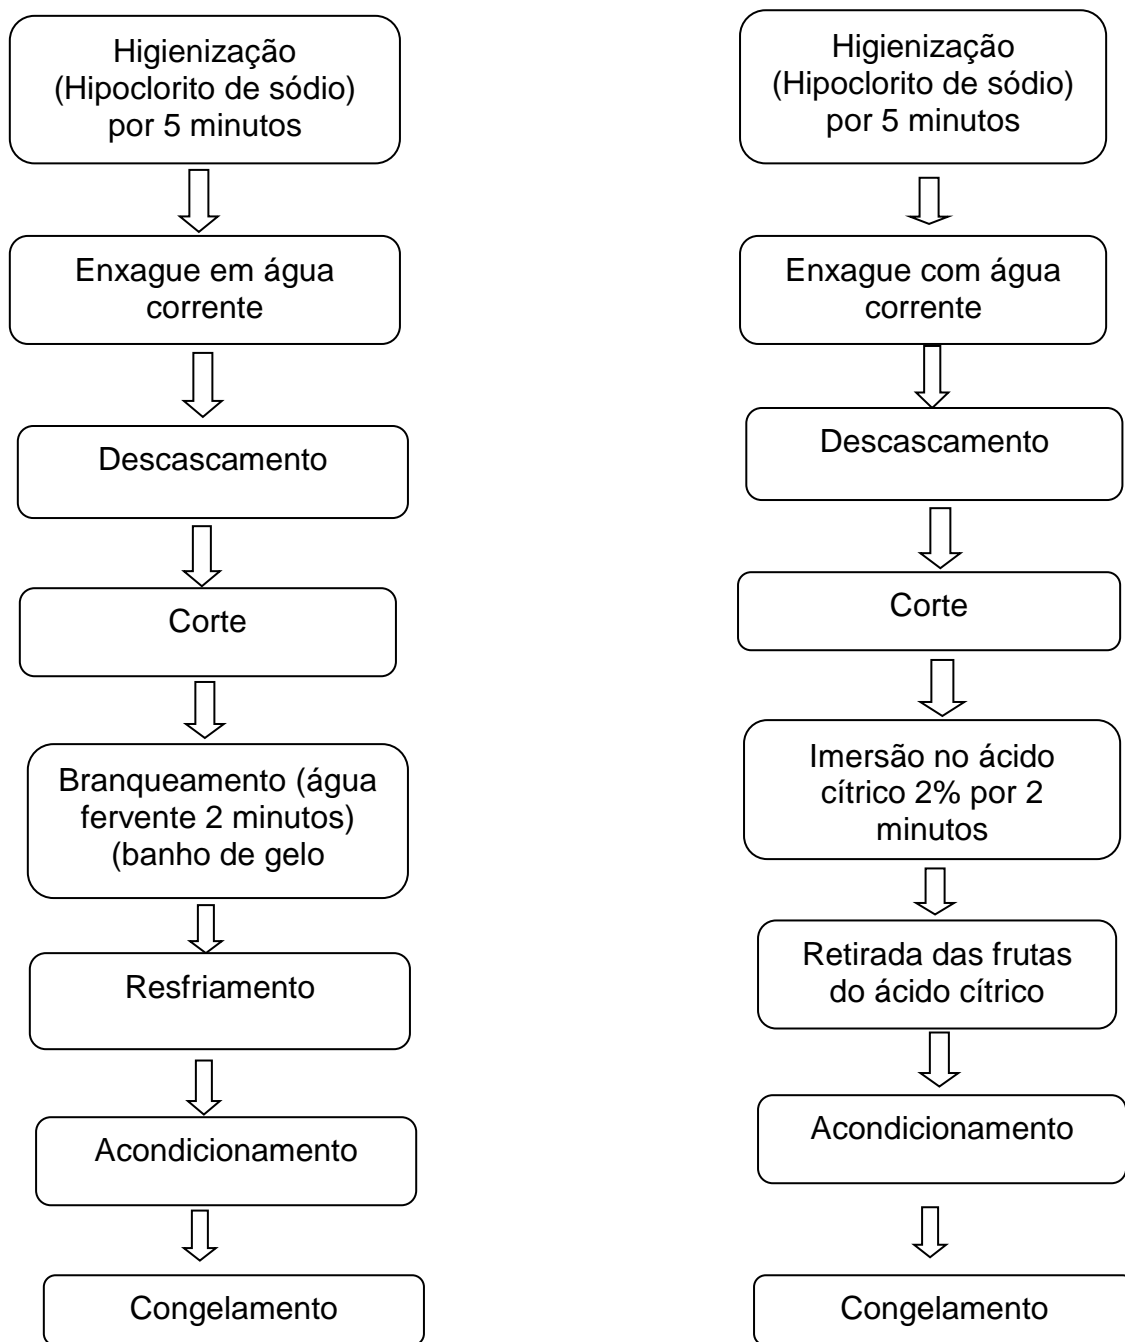 Higienização
(Hipoclorito de sódio)
por 5 minutos
Enxague em água
corrente
Descascamento
Corte
Branqueamento (água
fervente 2 minutos)
(banho de gelo
Resfriamento
Acondicionamento
Congelamento
Higienização
(Hipoclorito de sódio)
por 5 minutos
Enxague com água
corrente
Descascamento
Corte
Imersão no ácido
cítrico 2% por 2
minutos
Retirada das frutas
do ácido cítrico
Acondicionamento
Congelamento